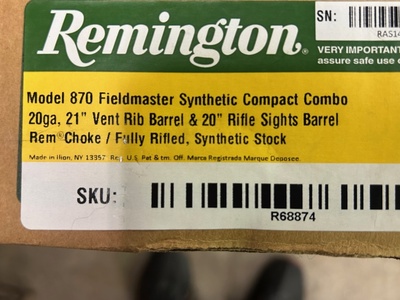 Remington®
SN:
RAS14
VERY IMPORTANT
assure safe use o
Model 870 Fieldmaster Synthetic Compact Combo
20ga, 21” Vent Rib Barrel & 20” Rifle Sights Barrel
Rem®Choke / Fully Rifled, Synthetic Stock
Made in Ilion, NY 13357 Reg. U.S. Pat & tm. Off. Marca Registrada Marque Deposee.
SKU:
R68874